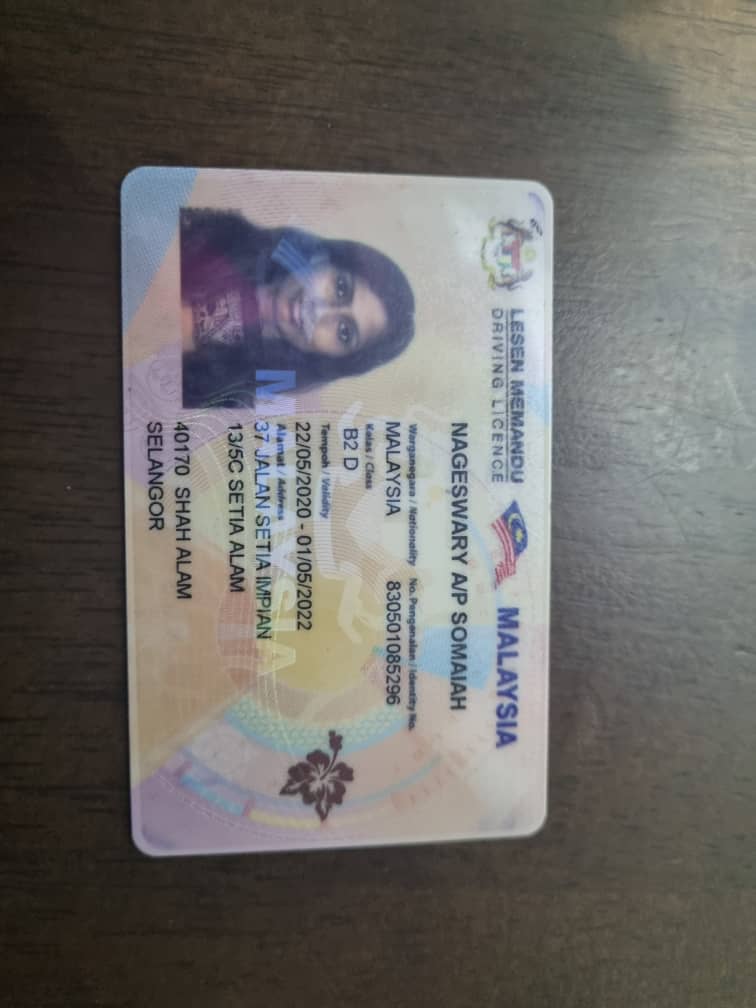 LESEN MEMANDU
DRIVING LICENCE
MALAYSIA
NAGESWARY A/P SOMAIAH
Warganegara / Nationality No. Pengenalan / Identity No.
MALAYSIA 830501085296
Kelas / Class
B2 D
Tempoh / Validity
22/05/2020 - 01/05/2022
Alamat / Address
37 JALAN SETIA IMPIAN
13/5C SETIA ALAM
40170 SHAH ALAM
SELANGOR
MALAYSIA